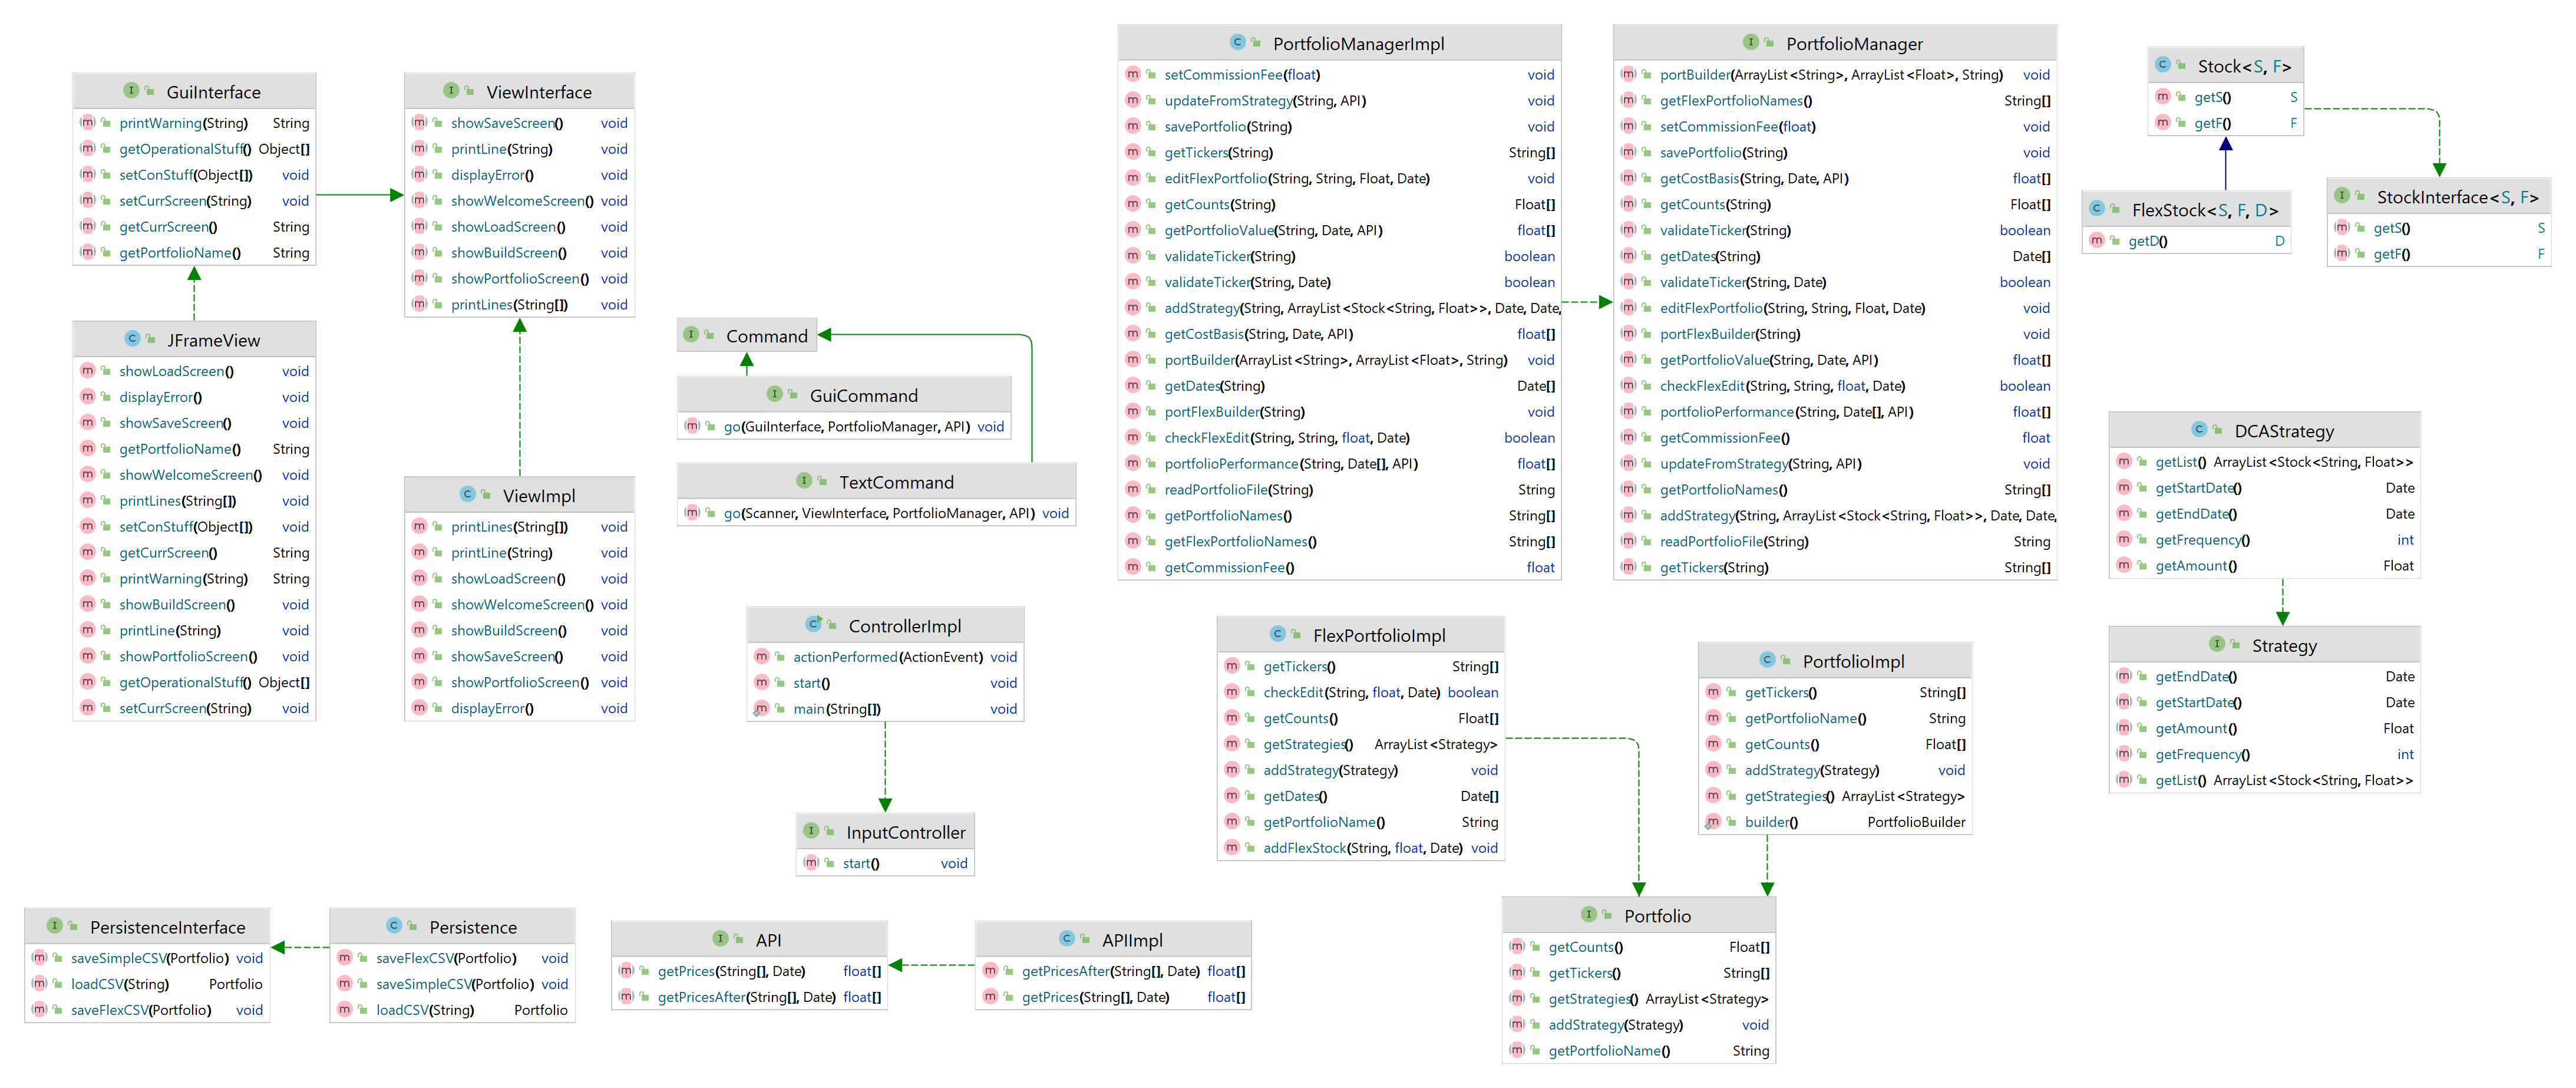 GuiInterface
printWarning(String) String
getOperationalStuff() Object[]
setConStuff(Object[]) void
setCurrScreen(String) void
getCurrScreen() String
getPortfolioName() String
ViewInterface
showSaveScreen() void
printLine(String) void
displayError() void
showWelcomeScreen() void
showLoadScreen() void
showBuildScreen() void
showPortfolioScreen() void
printLines(String[]) void
JFrameView
showLoadScreen() void
displayError() void
showSaveScreen() void
getPortfolioName() String
showWelcomeScreen() void
printLines(String[]) void
setConStuff(Object[]) void
getCurrScreen() String
printWarning(String) String
showBuildScreen() void
printLine(String) void
showPortfolioScreen() void
getOperationalStuff() Object[]
setCurrScreen(String) void
ViewImpl
printLines(String[]) void
printLine(String) void
showLoadScreen() void
showWelcomeScreen() void
showBuildScreen() void
showSaveScreen() void
showPortfolioScreen() void
displayError() void
Command
GuiCommand
go(GuiInterface, PortfolioManager, API) void
TextCommand
go(Scanner, ViewInterface, PortfolioManager, API) void
ControllerImpl
actionPerformed(ActionEvent) void
start() void
main(String[]) void
InputController
start() void
PersistenceInterface
saveSimpleCSV(Portfolio) void
loadCSV(String) Portfolio
saveFlexCSV(Portfolio) void
Persistence
saveFlexCSV(Portfolio) void
saveSimpleCSV(Portfolio) void
loadCSV(String) Portfolio
API
getPrices(String[], Date) float[]
getPricesAfter(String[], Date) float[]
APIImpl
getPricesAfter(String[], Date) float[]
getPrices(String[], Date) float[]
PortfolioManagerImpl
setCommissionFee(float) void
updateFromStrategy(String, API) void
savePortfolio(String) void
getTickers(String) String[]
editFlexPortfolio(String, String, Float, Date) void
getCounts(String) Float[]
getPortfolioValue(String, Date, API) float[]
validateTicker(String) boolean
validateTicker(String, Date) boolean
addStrategy(String, ArrayList<Stock<String, Float>>, Date, Date,
getCostBasis(String, Date, API) float[]
portBuilder(ArrayList<String>, ArrayList<Float>, String) void
getDates(String) Date[]
portFlexBuilder(String) void
checkFlexEdit(String, String, float, Date) boolean
portfolioPerformance(String, Date[], API) float[]
readPortfolioFile(String) String
getPortfolioNames() String[]
getFlexPortfolioNames() String[]
getCommissionFee() float
PortfolioManager
portBuilder(ArrayList<String>, ArrayList<Float>, String) void
getFlexPortfolioNames() String[]
setCommissionFee(float) void
savePortfolio(String) void
getCostBasis(String, Date, API) float[]
getCounts(String) Float[]
validateTicker(String) boolean
getDates(String) Date[]
validateTicker(String, Date) boolean
editFlexPortfolio(String, String, Float, Date) void
portFlexBuilder(String) void
getPortfolioValue(String, Date, API) float[]
checkFlexEdit(String, String, float, Date) boolean
portfolioPerformance(String, Date[], API) float[]
getCommissionFee() float
updateFromStrategy(String, API) void
getPortfolioNames() String[]
addStrategy(String, ArrayList<Stock<String, Float>>, Date, Date,
readPortfolioFile(String) String
getTickers(String) String[]
FlexPortfolioImpl
getTickers() String[]
checkEdit(String, float, Date) boolean
getCounts() Float[]
getStrategies() ArrayList<Strategy>
addStrategy(Strategy) void
getDates() Date[]
getPortfolioName() String
addFlexStock(String, float, Date) void
PortfolioImpl
getTickers() String[]
getPortfolioName() String
getCounts() Float[]
addStrategy(Strategy) void
getStrategies() ArrayList<Strategy>
builder() PortfolioBuilder
Portfolio
getCounts() Float[]
getTickers() String[]
getStrategies() ArrayList<Strategy>
addStrategy(Strategy) void
getPortfolioName() String
Stock<S, F>
getS() S
getF() F
FlexStock<S, F, D>
getD() D
StockInterface<S, F>
getS() S
getF() F
DCAStrategy
getList() ArrayList<Stock<String, Float>>
getStartDate() Date
getEndDate() Date
getFrequency() int
getAmount() Float
Strategy
getEndDate() Date
getStartDate() Date
getAmount() Float
getFrequency() int
getList() ArrayList<Stock<String, Float>>